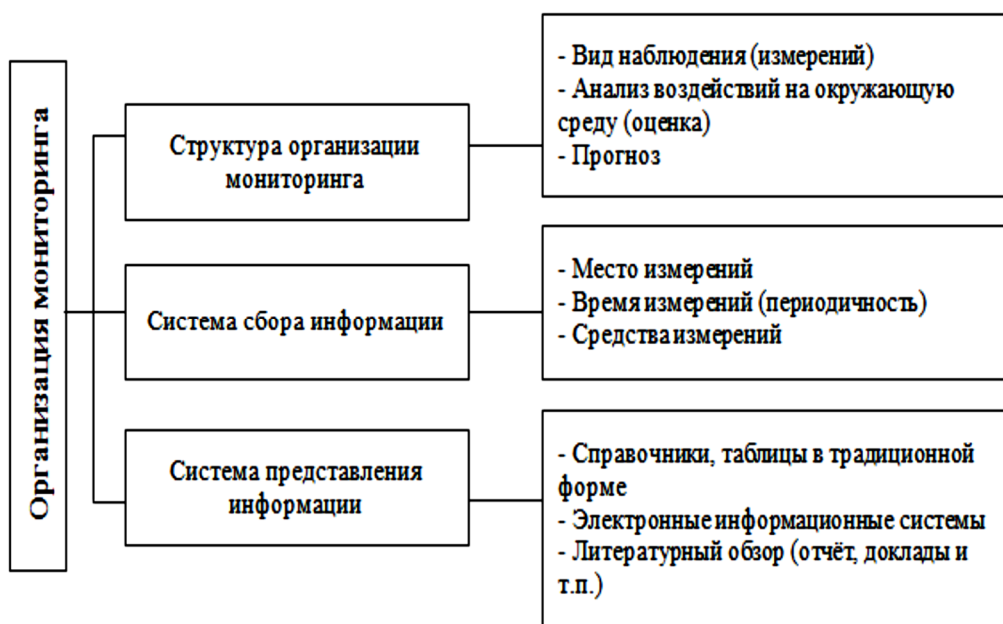 Организация мониторинга
Структура организации
мониторинга
- Вид наблюдения (измерений)
- Анализ воздействий на окружающую
среду (оценка)
- Прогноз
Система сбора информации
- Место измерений
- Время измерений (периодичность)
- Средства измерений
Система представления
информации
- Справочники, таблицы в традиционной
форме
- Электронные информационные системы
- Литературный обзор (отчёт, доклады и
т.п.)